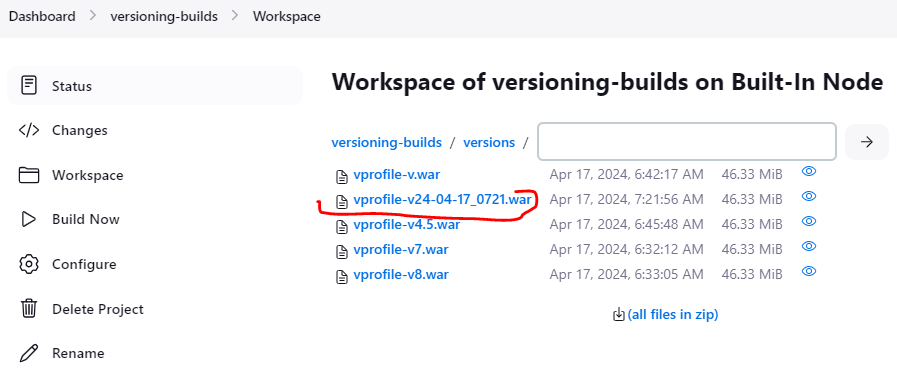 Dashboard > versioning-builds > Workspace
Status
Changes
Workspace
Build Now
Configure
Delete Project
Rename
Workspace of versioning-builds on Built-In Node
versioning-builds / versions /
vprofile-v.war Apr 17, 2024, 6:42:17 AM 46.33 MiB
vprofile-v24-04-17_0721.war Apr 17, 2024, 7:21:56 AM 46.33 MiB
vprofile-v4.5.war Apr 17, 2024, 6:45:48 AM 46.33 MiB
vprofile-v7.war Apr 17, 2024, 6:32:12 AM 46.33 MiB
vprofile-v8.war Apr 17, 2024, 6:33:05 AM 46.33 MiB
(all files in zip)